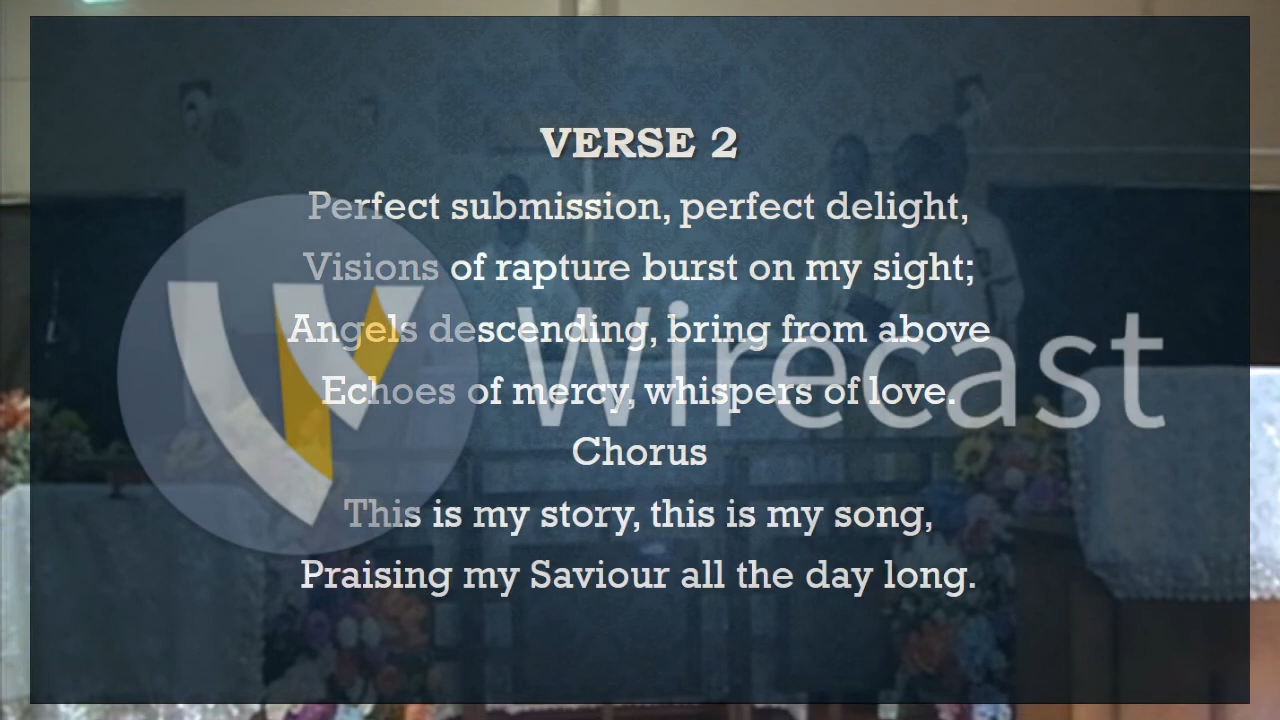 VERSE 2
Perfect submission, perfect delight,
Visions of rapture burst on my sight;
Angels descending, bring from above
Wirecast
Echoes of mercy, whispers of love.
Chorus
This is my story, this is my song,
Praising my Saviour all the day long.